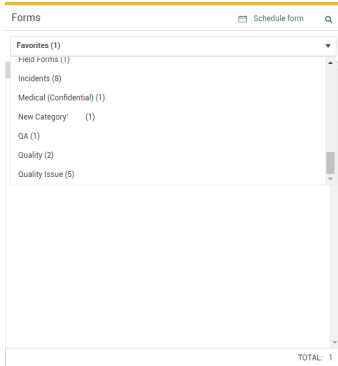 Forms
Schedule form
Favorites (1)
Field Forms (1)
Incidents (8)
Medical (Confidential) (1)
New Category' (1)
QA (1)
Quality (2)
Quality Issue (5)
TOTAL: 1